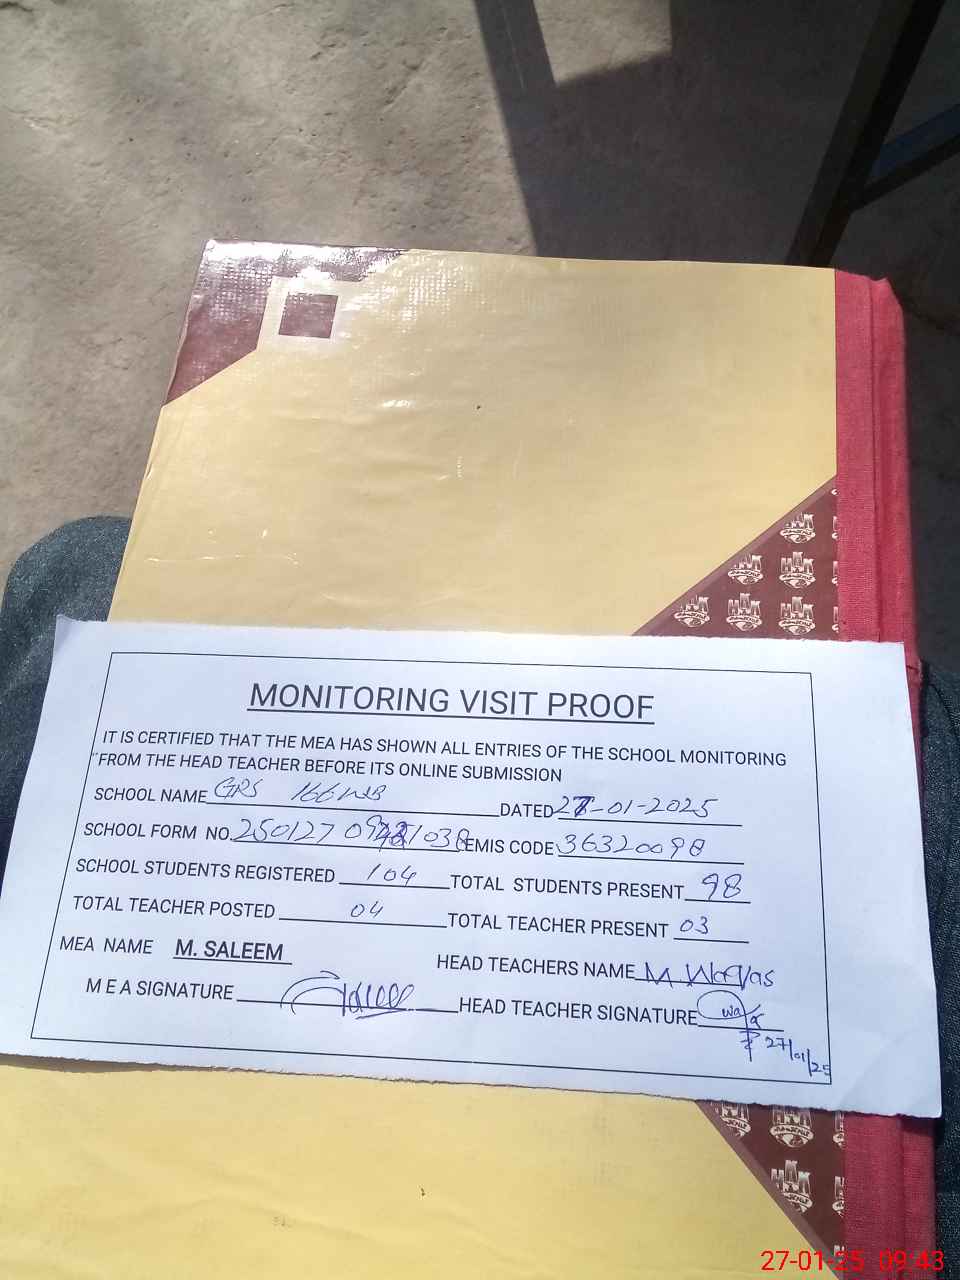 MONITORING VISIT PROOF
IT IS CERTIFIED THAT THE MEA HAS SHOWN ALL ENTRIES OF THE SCHOOL MONITORING
FROM THE HEAD TEACHER BEFORE ITS ONLINE SUBMISSION
SCHOOL NAME GRS 166 WB DATED 27-01-2025
SCHOOL FORM NO. EMIS CODE 36320098
SCHOOL STUDENTS REGISTERED 104 TOTAL STUDENTS PRESENT 98
TOTAL TEACHER POSTED 04 TOTAL TEACHER PRESENT 03
MEA NAME M. SALEEM HEAD TEACHERS NAME M
M E A SIGNATURE HEAD TEACHER SIGNATURE
27/01/25
27-01-25 09:43